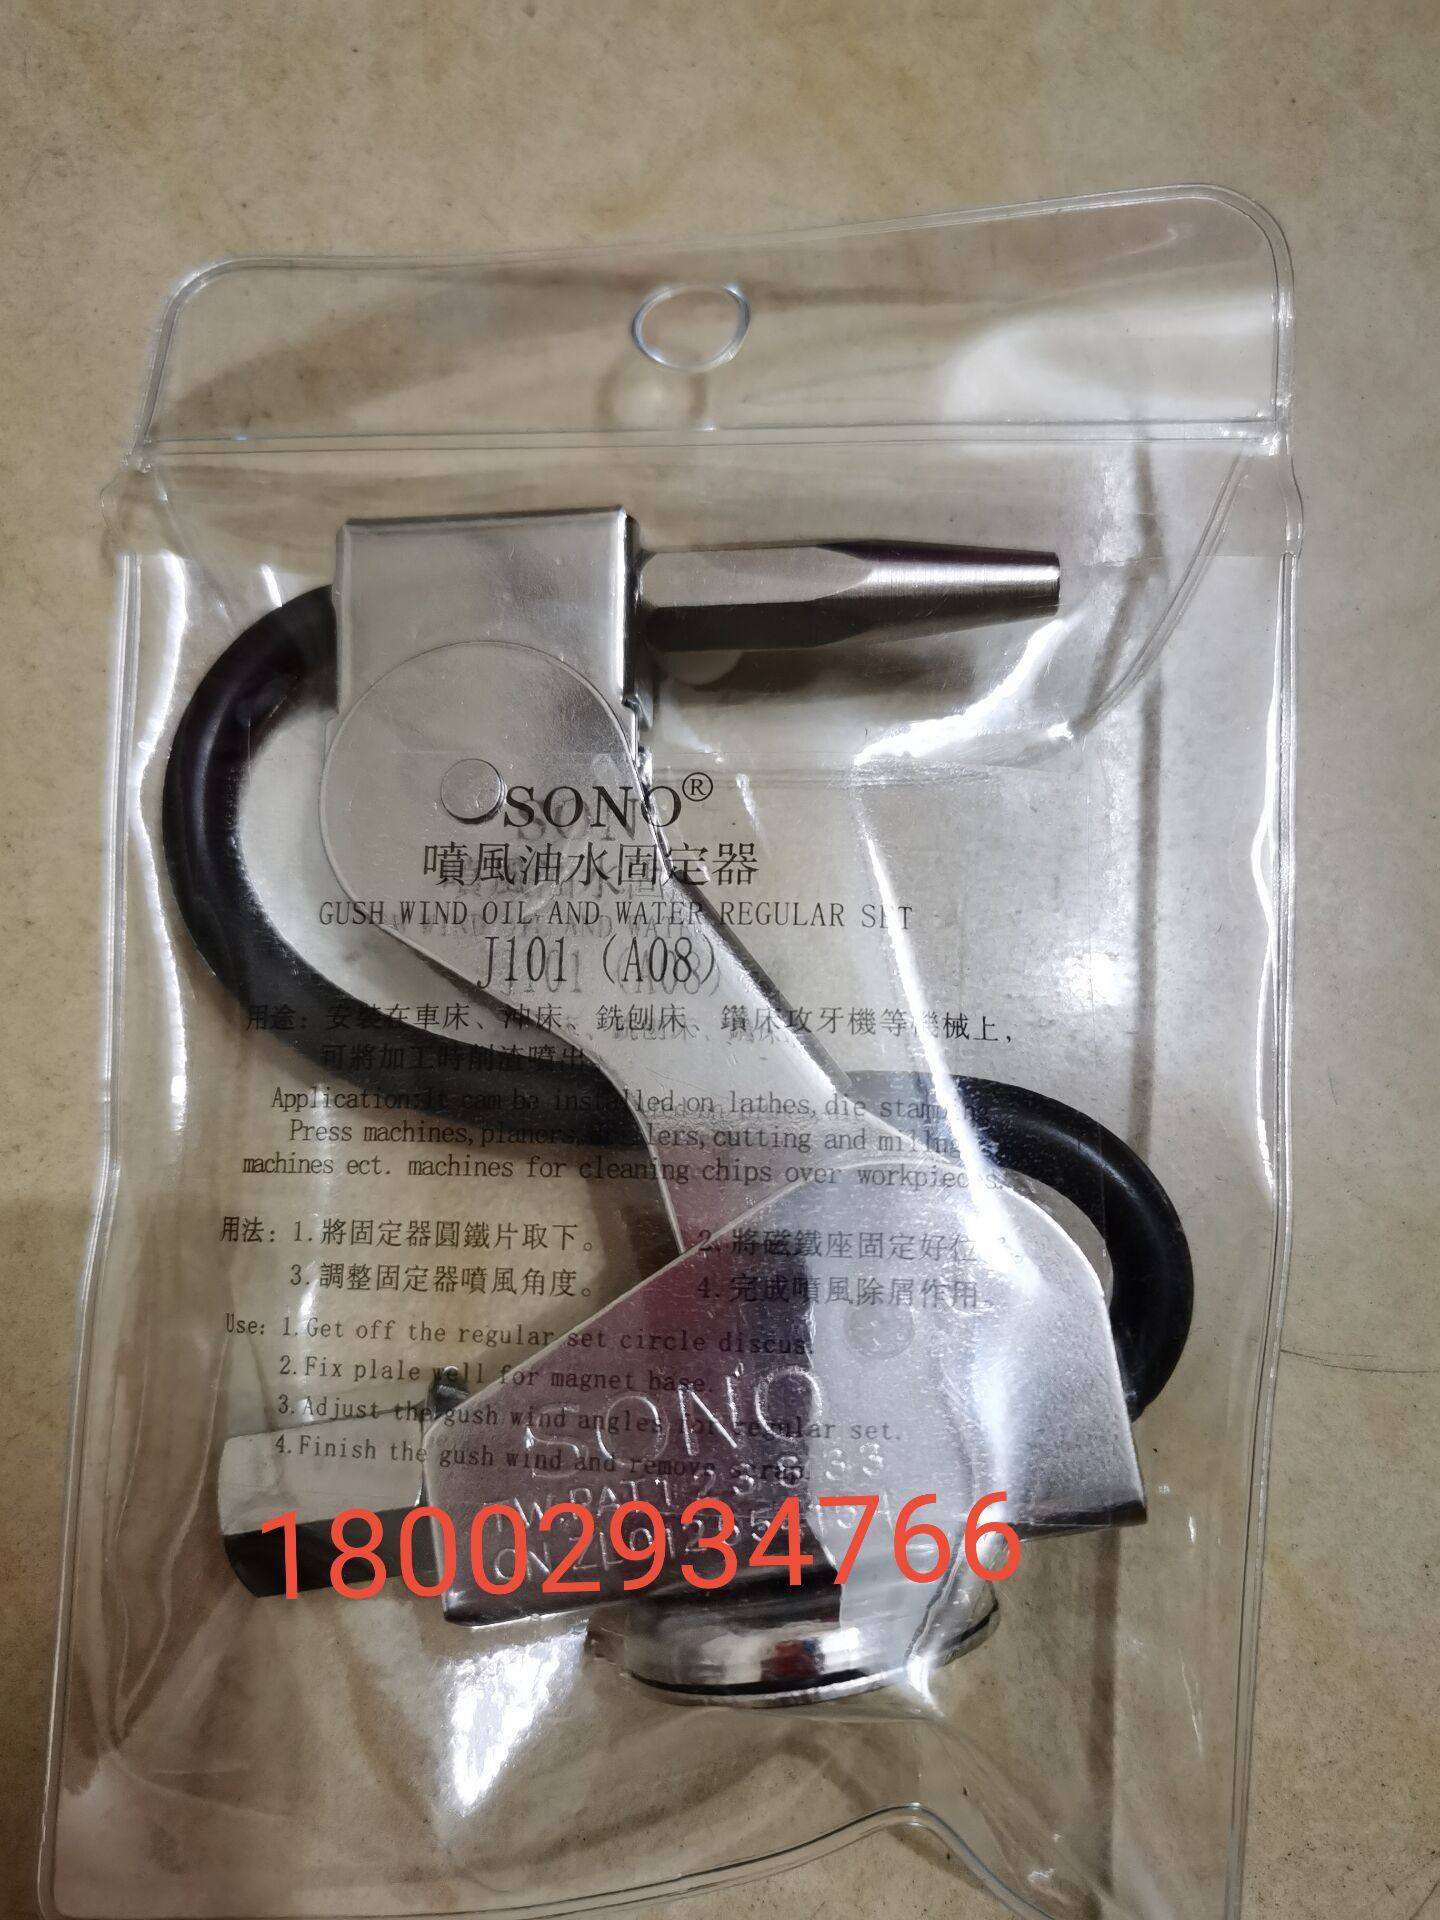 SONO®
噴風油水固定器
GUSH WIND OIL AND WATER REGULAR SET
J101（A08）
用途：安裝在車床、沖床、銑刨床、鑽床攻牙機等機械上，
可將加工時削渣噴出
Application:It cam be installed on lathes,die stamping
Press machines,planers,drillers,cutting and millng
machines ect. machines for cleaning chips over workpieces.
用法：1.將固定器圓鐵片取下。 2.將磁鐵座固定好位
3.調整固定器噴風角度。 4.完成噴風除屑作用。
Use: 1.Get off the regular set circle discus.
2.Fix plale well for magnet base.
3.Adjust the gush wind angles for regular set.
4.Finish the gush wind and remove scrap.
SONO
TW.PAT123833
CN.ZL
18002934766